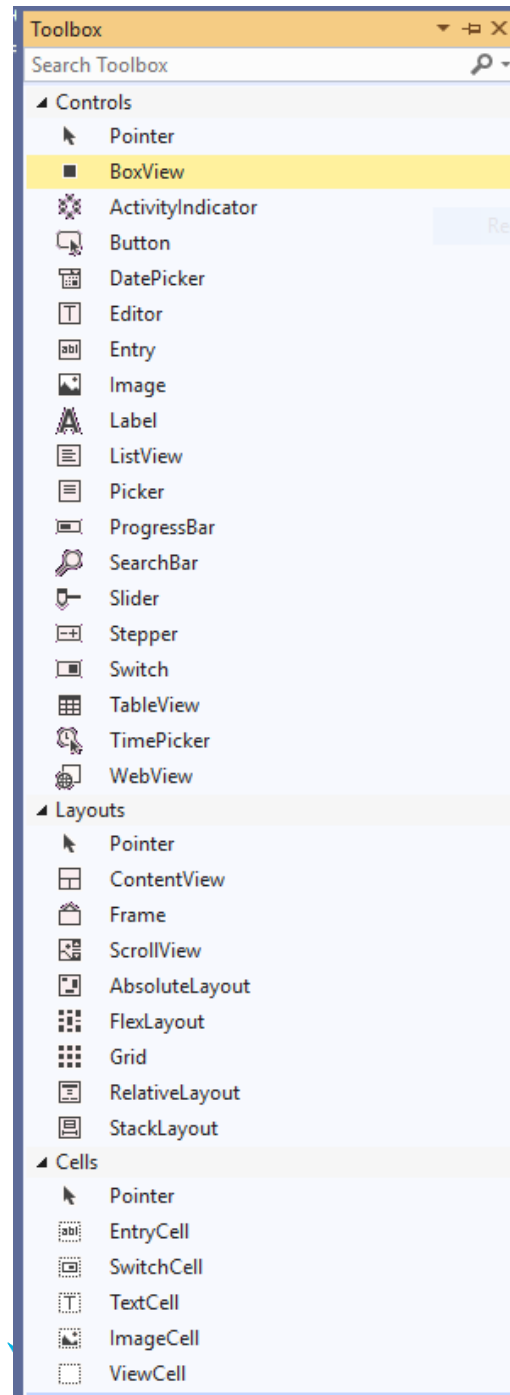 Toolbox
Search Toolbox
Controls
Pointer
BoxView
ActivityIndicator
Re
Button
DatePicker
Editor
Entry
Image
Label
ListView
Picker
ProgressBar
SearchBar
Slider
Stepper
Switch
TableView
TimePicker
WebView
Layouts
Pointer
ContentView
Frame
ScrollView
AbsoluteLayout
FlexLayout
Grid
RelativeLayout
StackLayout
Cells
Pointer
EntryCell
SwitchCell
TextCell
ImageCell
ViewCell